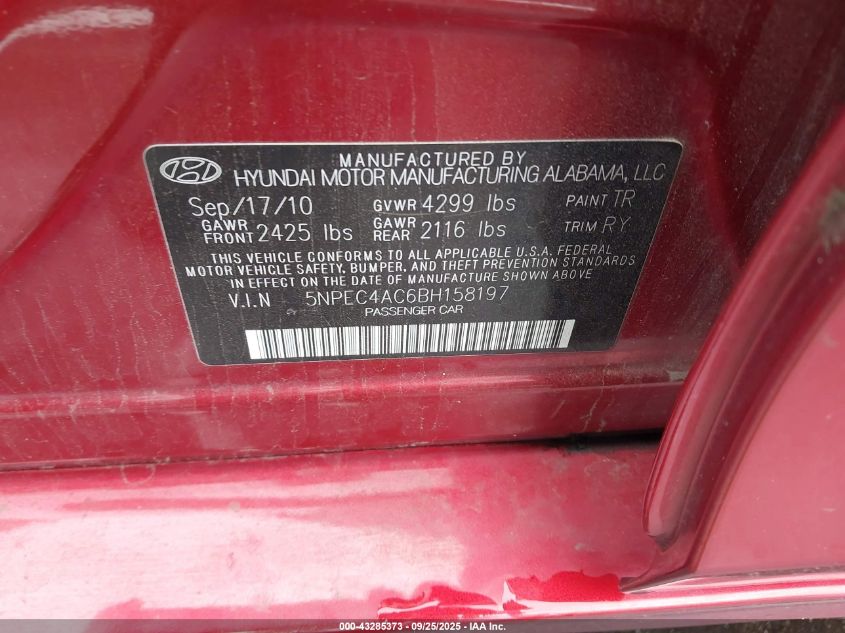 MANUFACTURED BY
HYUNDAI MOTOR MANUFACTURING ALABAMA, LLC
Sep/17/10 GVWR 4299 lbs PAINT TR
GAWR FRONT 2425 lbs GAWR REAR 2116 lbs TRIM RY
THIS VEHICLE CONFORMS TO ALL APPLICABLE U.S.A. FEDERAL
MOTOR VEHICLE SAFETY, BUMPER, AND THEFT PREVENTION STANDARDS
IN EFFECT ON THE DATE OF MANUFACTURE SHOWN ABOVE.
V.I.N 5NPEC4AC6BH158197
PASSENGER CAR
000-43285373 - 09/25/2025 - IAA Inc.